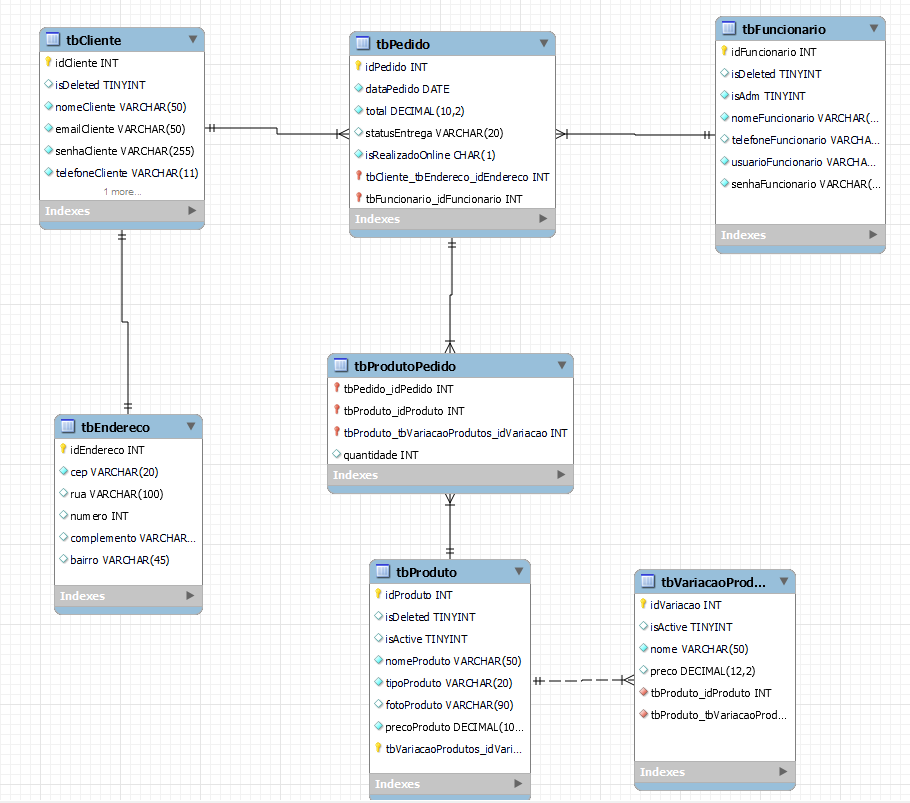 tbCliente
idCliente INT
isDeleted TINYINT
nomeCliente VARCHAR(50)
emailCliente VARCHAR(50)
senhaCliente VARCHAR(255)
telefoneCliente VARCHAR(11)
1 more...
Indexes
tbPedido
idPedido INT
dataPedido DATE
total DECIMAL(10,2)
statusEntrega VARCHAR(20)
isRealizadoOnline CHAR(1)
tbCliente_tbEndereco_idEndereco INT
tbFuncionario_idFuncionario INT
Indexes
tbFuncionario
idFuncionario INT
isDeleted TINYINT
isAdm TINYINT
nomeFuncionario VARCHAR(...
telefoneFuncionario VARCHA...
usuarioFuncionario VARCHA...
senhaFuncionario VARCHAR(...
Indexes
tbEndereco
idEndereco INT
cep VARCHAR(20)
rua VARCHAR(100)
numero INT
complemento VARCHAR...
bairro VARCHAR(45)
Indexes
tbProdutoPedido
tbPedido_idPedido INT
tbProduto_idProduto INT
tbProduto_tbVariacaoProdutos_idVariacao INT
quantidade INT
Indexes
tbProduto
idProduto INT
isDeleted TINYINT
isActive TINYINT
nomeProduto VARCHAR(50)
tipoProduto VARCHAR(20)
fotoProduto VARCHAR(90)
precoProduto DECIMAL(10...
tbVariacaoProdutos_idVari...
Indexes
tbVariacaoProd...
idVariacao INT
isActive TINYINT
nome VARCHAR(50)
preco DECIMAL(12,2)
tbProduto_idProduto INT
tbProduto_tbVariacaoProd...
Indexes